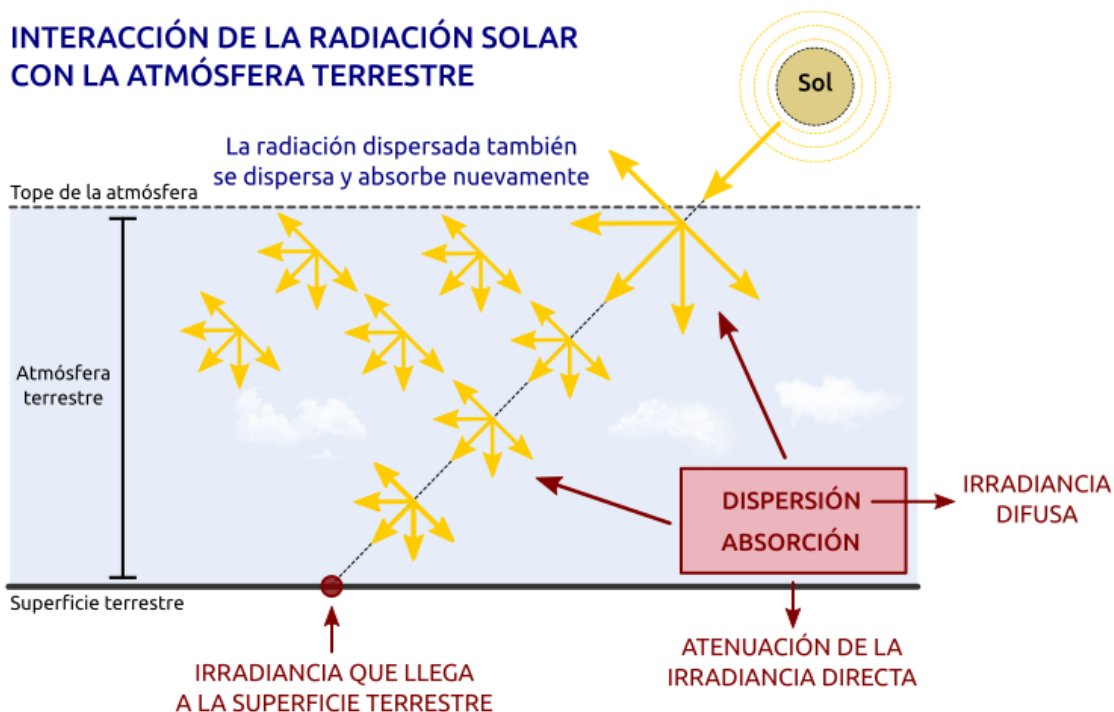 INTERACCIÓN DE LA RADIACIÓN SOLAR
CON LA ATMÓSFERA TERRESTRE
Sol
La radiación dispersada también
se dispersa y absorbe nuevamente
Tope de la atmósfera
Atmósfera
terrestre
DISPERSIÓN
ABSORCIÓN
IRRADIANCIA
DIFUSA
Superficie terrestre
IRRADIANCIA QUE LLEGA
A LA SUPERFICIE TERRESTRE
ATENUACIÓN DE LA
IRRADIANCIA DIRECTA